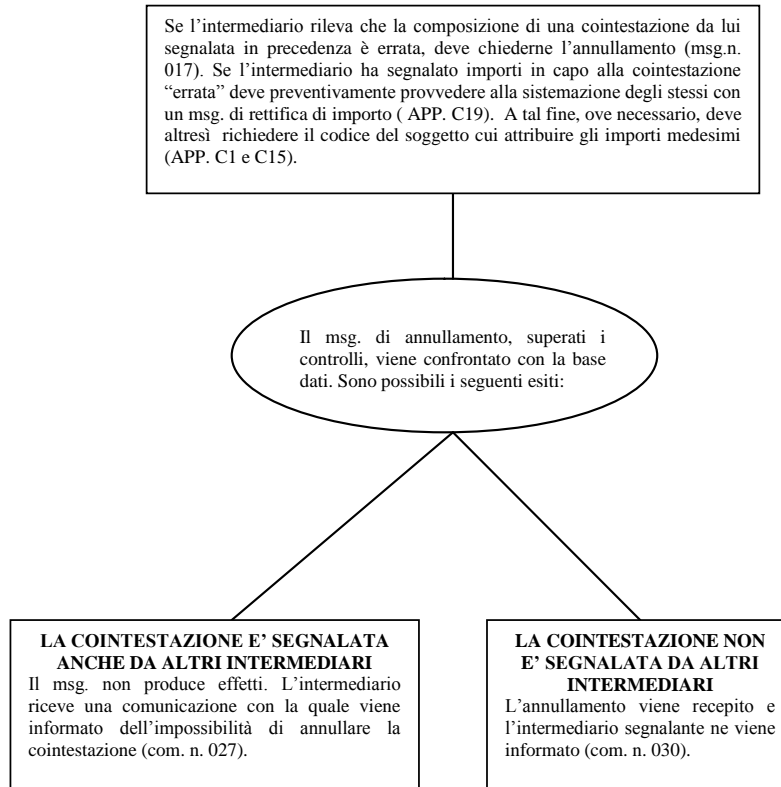 Se l'intermediario rileva che la composizione di una cointestazione da lui
segnalata in precedenza è errata, deve chiederne l'annullamento (msg.n.
017). Se l'intermediario ha segnalato importi in capo alla cointestazione
“errata” deve preventivamente provvedere alla sistemazione degli stessi con
un msg. di rettifica di importo ( APP. C19). A tal fine, ove necessario, deve
altresì richiedere il codice del soggetto cui attribuire gli importi medesimi
(APP. C1 e C15).
Il msg. di annullamento, superati i
controlli, viene confrontato con la base
dati. Sono possibili i seguenti esiti:
LA COINTESTAZIONE E' SEGNALATA
ANCHE DA ALTRI INTERMEDIARI
Il msg. non produce effetti. L'intermediario
riceve una comunicazione con la quale viene
informato dell'impossibilità di annullare la
cointestazione (com. n. 027).
LA COINTESTAZIONE NON
E' SEGNALATA DA ALTRI
INTERMEDIARI
L'annullamento viene recepito e
l'intermediario segnalante ne viene
informato (com. n. 030).